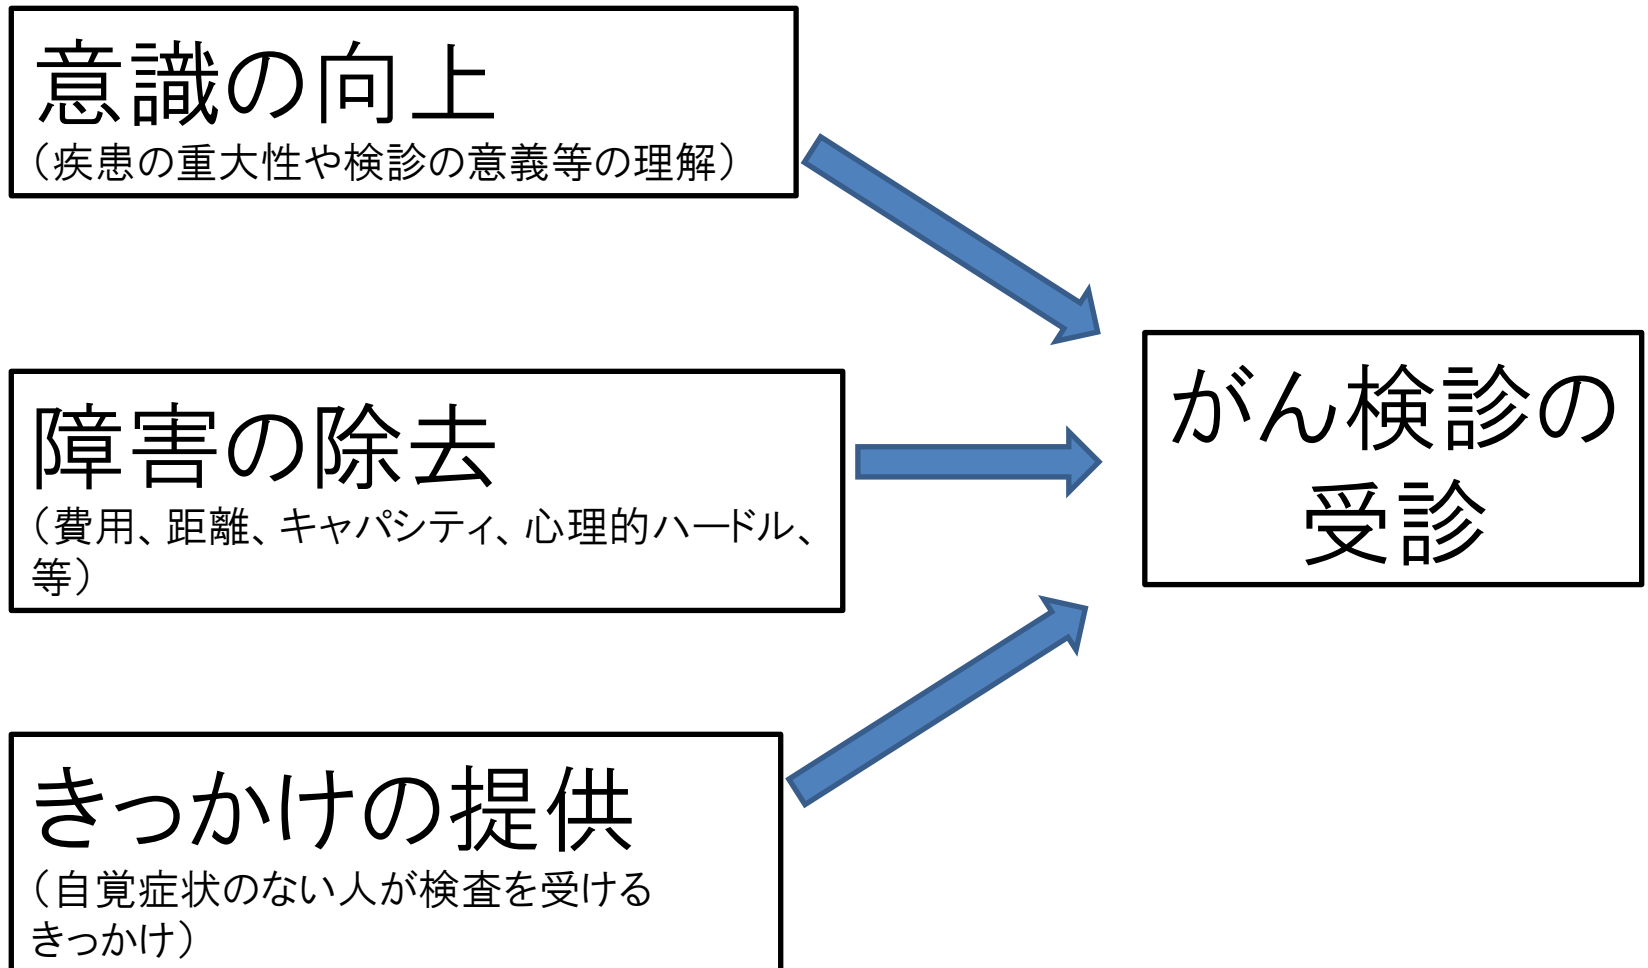 意識の向上
（疾患の重大性や検診の意義等の理解）
障害の除去
（費用、距離、キャパシティ、心理的ハードル、
等）
きっかけの提供
（自覚症状のない人が検査を受ける
きっかけ）
がん検診の
受診